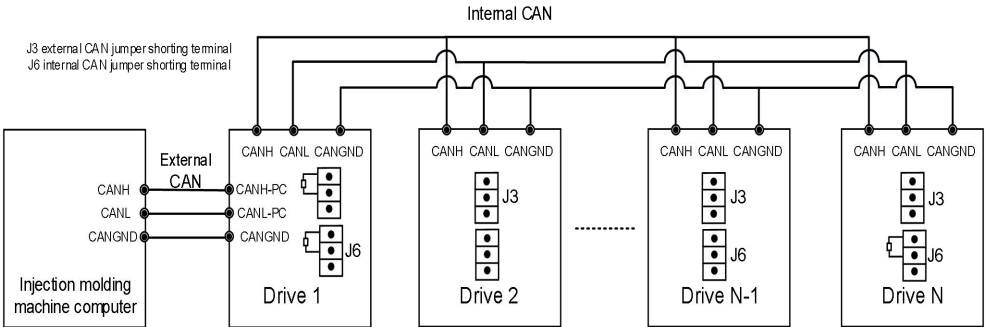 Internal CAN
J3 external CAN jumper shorting terminal
J6 internal CAN jumper shorting terminal
CANH CANL CANGND
CANH CANL CANGND
CANH CANL CANGND
CANH CANL CANGND
External
CAN
CANH
CANL
CANGND
CANH-PC
CANL-PC
CANGND
J6
J3
J3
J6
J3
J6
Injection molding
machine computer
Drive 1
Drive 2
Drive N-1
Drive N